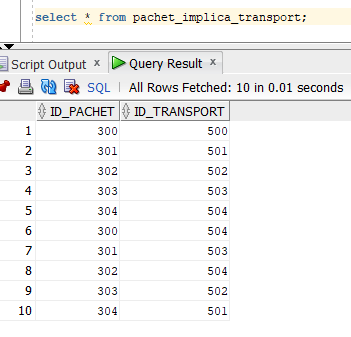 select * from pachet_implica_transport;
Script Output x Query Result x
SQL | All Rows Fetched: 10 in 0.01 seconds
ID_PACHET ID_TRANSPORT
1 300 500
2 301 501
3 302 502
4 303 503
5 304 504
6 300 504
7 301 503
8 302 504
9 303 502
10 304 501